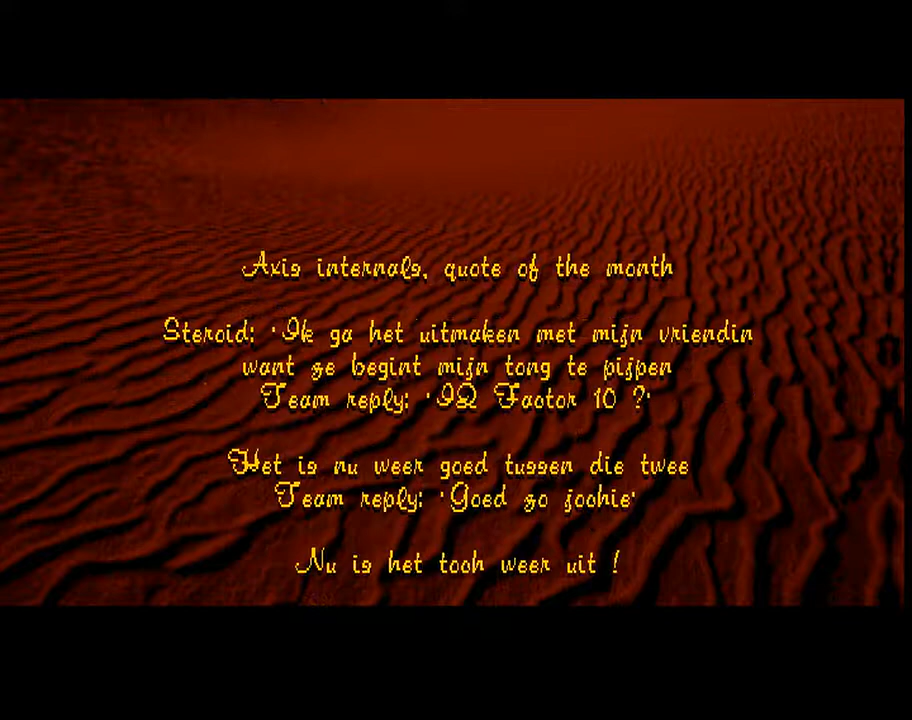 Axis internals, quote of the month
Steroid: 'Ik ga het uitmaken met mijn vriendin
want ze begint mijn tong te pijpen
Team reply: 'IQ Factor 10 ?'
Het is nu weer goed tussen die twee
Team reply: 'Goed zo jochie'
Nu is het toch weer uit !